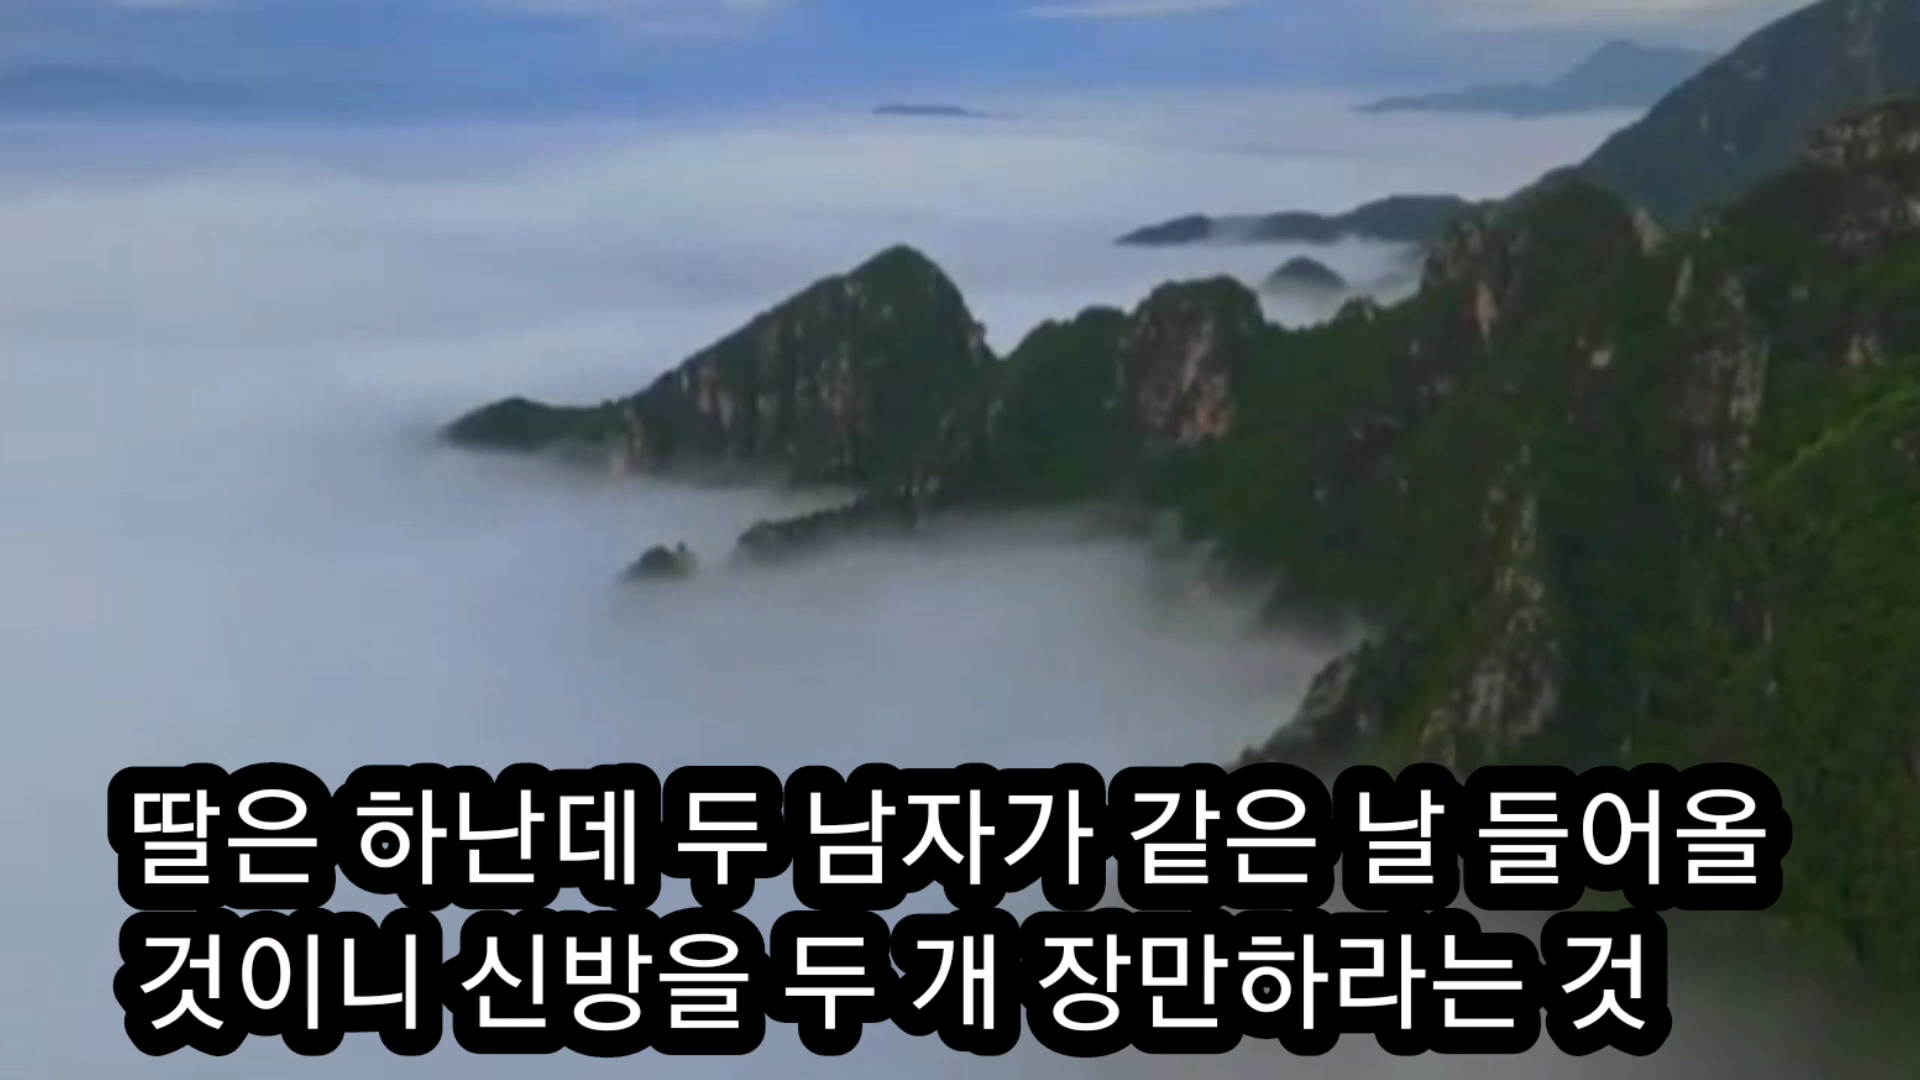 딸은 하난데 두 남자가 같은 날 들어올
것이니 신방을 두 개 장만하라는 것